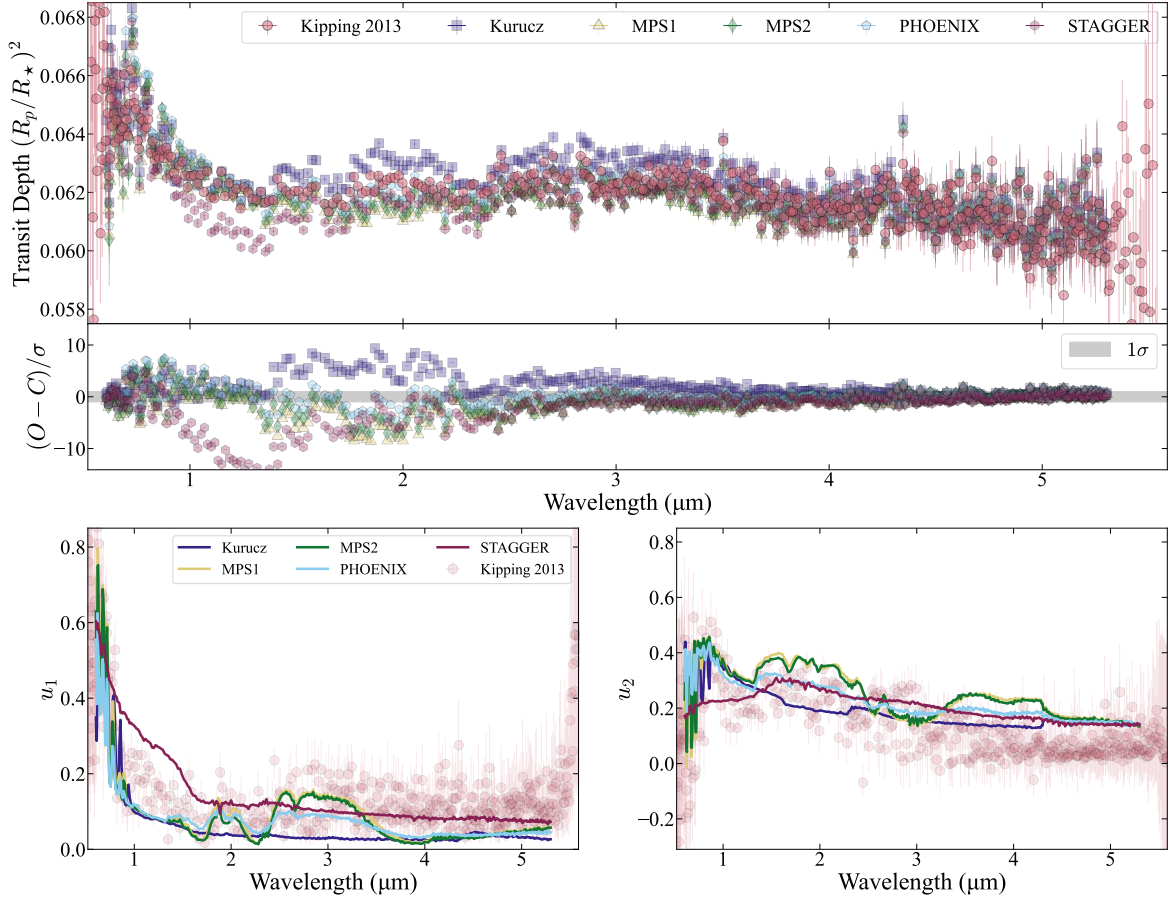 Transit Depth (R_p/R_⋆)²
0.068
0.066
0.064
0.062
0.060
0.058
Kipping 2013
Kurucz
MPS1
MPS2
PHOENIX
STAGGER
(O − C)/σ
10
0
−10
1σ
1
2
3
4
5
Wavelength (μm)
u₁
0.8
0.6
0.4
0.2
0.0
Kurucz
MPS2
STAGGER
MPS1
PHOENIX
Kipping 2013
1
2
3
4
5
Wavelength (μm)
u₂
0.8
0.6
0.4
0.2
0.0
−0.2
1
2
3
4
5
Wavelength (μm)